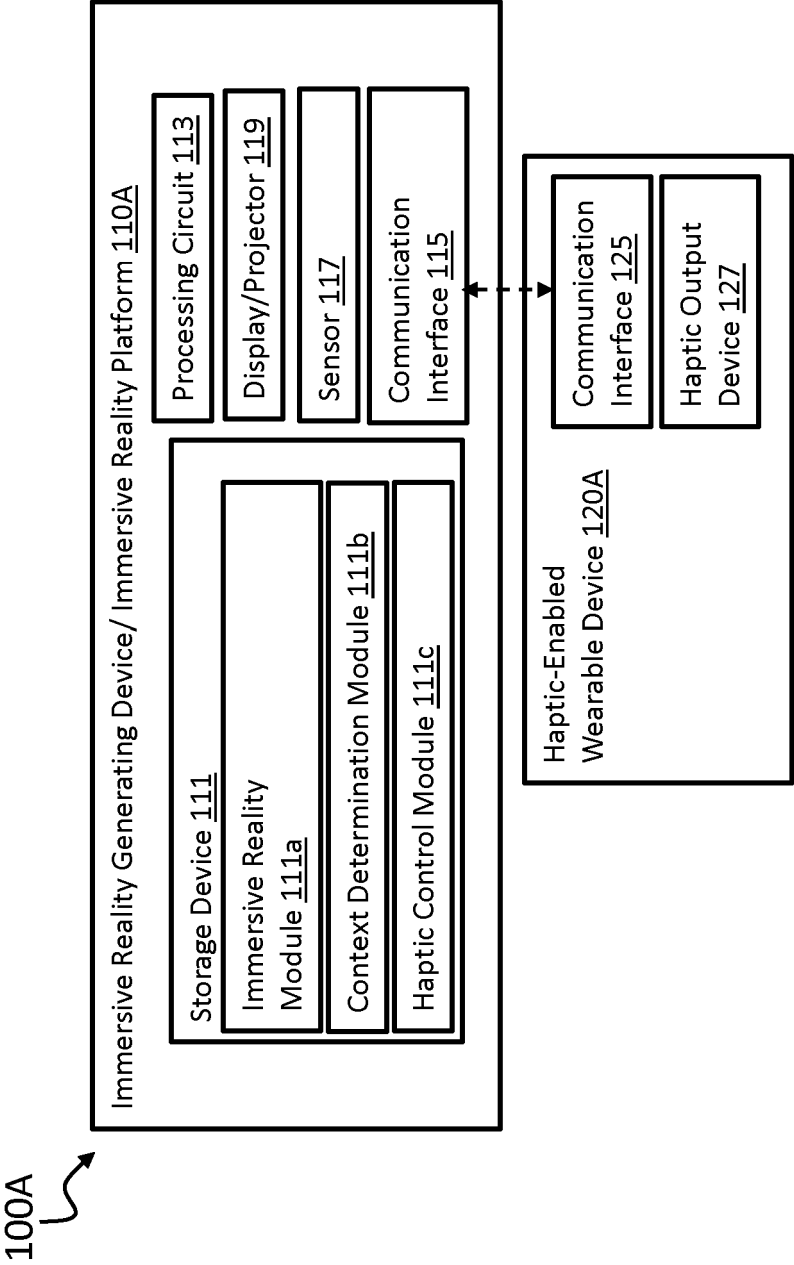 100A
Immersive Reality Generating Device/ Immersive Reality Platform 110A
Storage Device 111
Immersive Reality
Module 111a
Context Determination Module 111b
Haptic Control Module 111c
Processing Circuit 113
Display/Projector 119
Sensor 117
Communication
Interface 115
Haptic-Enabled
Wearable Device 120A
Communication
Interface 125
Haptic Output
Device 127